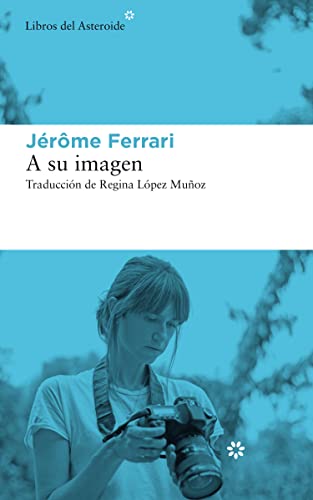 Libros del Asteroide
Jérôme Ferrari
A su imagen
Traducción de Regina López Muñoz